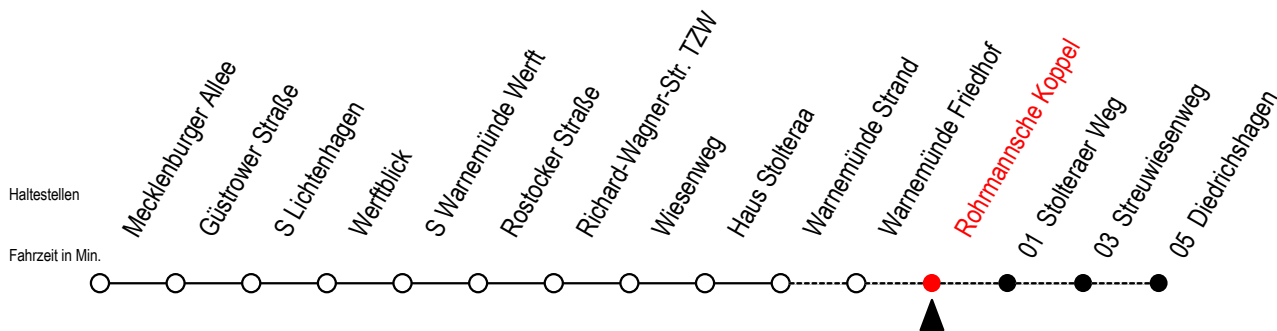 Haltestellen
Fahrzeit in Min.
Mecklenburger Allee
Güstrower Straße
S Lichtenhagen
Werftblick
S Warnemünde Werft
Rostocker Straße
Richard-Wagner-Str. TZW
Wiesenweg
Haus Stolteraa
Warnemünde Strand
Warnemünde Friedhof
Rohrmannsche Koppel
01 Stolteraer Weg
03 Streuwiesenweg
05 Diedrichshagen